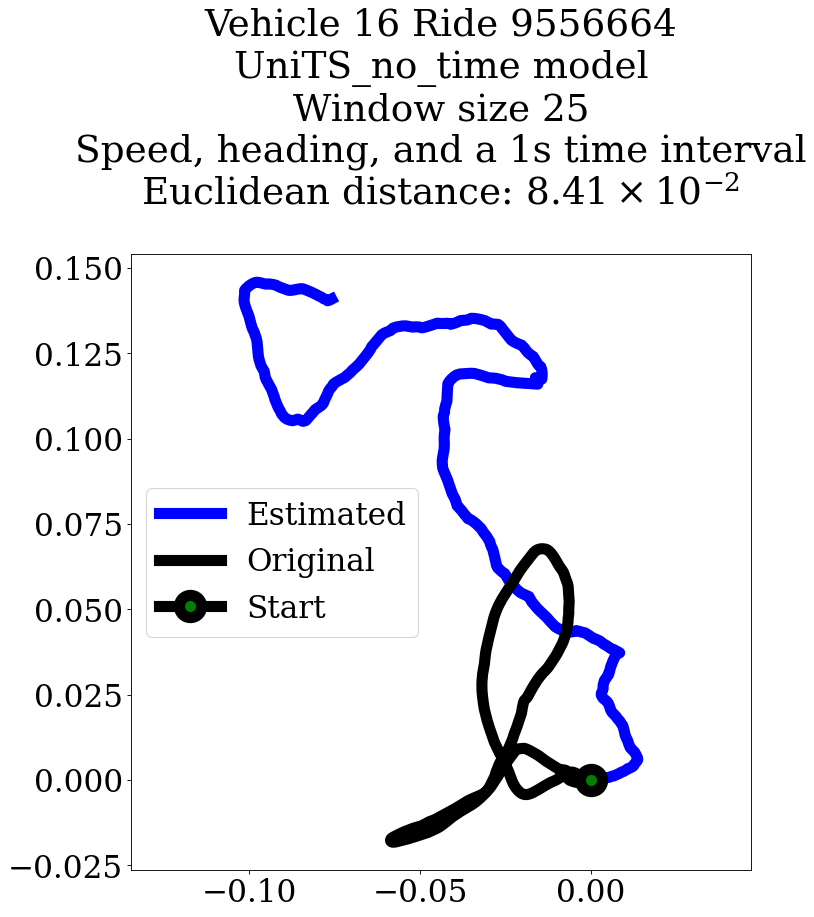 Vehicle 16 Ride 9556664
UniTS_no_time model
Window size 25
Speed, heading, and a 1s time interval
Euclidean distance: 8.41 × 10⁻²
0.150
0.125
0.100
0.075
0.050
0.025
0.000
−0.025
Estimated
Original
Start
−0.10
−0.05
0.00